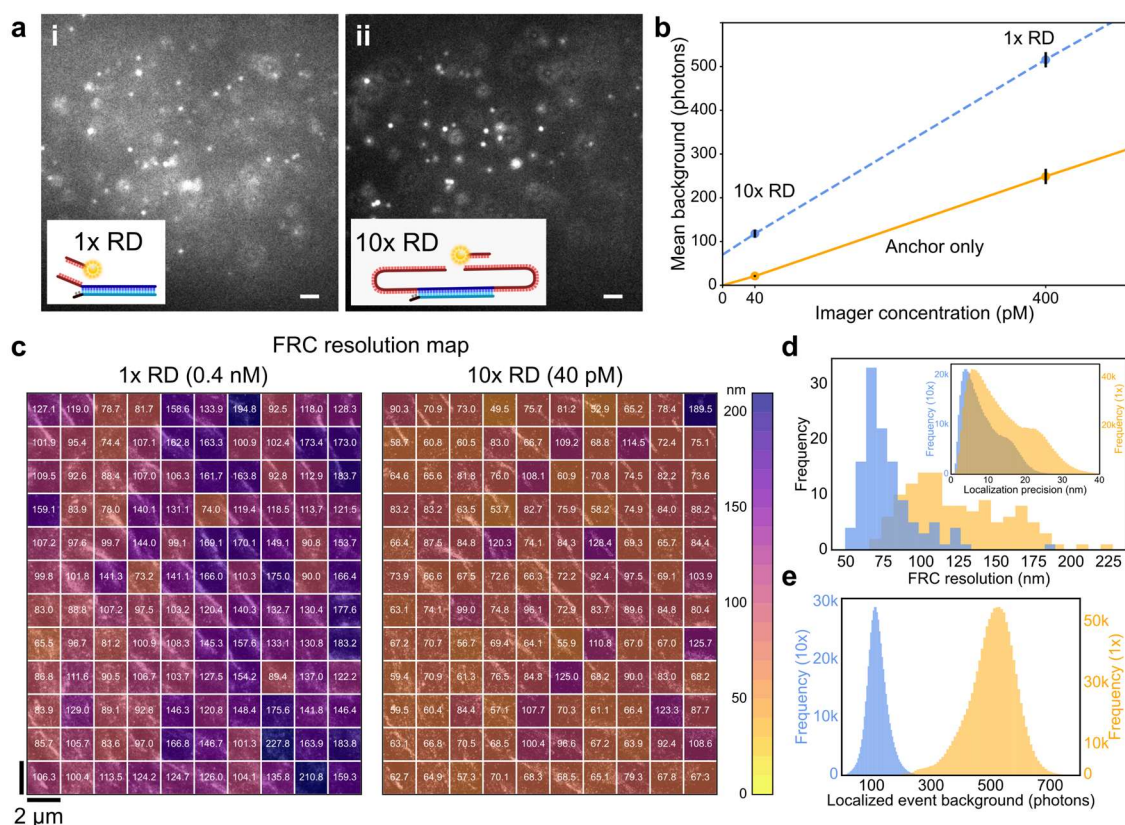 a
i
ii
1x RD
10x RD
b
Mean background (photons)
500
400
300
200
100
0
0
40
400
Imager concentration (pM)
1x RD
10x RD
Anchor only
c
FRC resolution map
1x RD (0.4 nM)
127.1 119.0 78.7 81.7 158.6 133.9 194.8 92.5 118.0 128.3
101.9 95.4 74.4 107.1 162.8 163.3 100.9 102.4 173.4 173.0
109.5 92.6 88.4 107.0 106.3 161.7 163.8 92.3 112.9 183.7
159.1 83.9 78.0 140.1 131.1 74.0 119.4 118.5 113.7 121.5
107.2 97.6 99.7 144.0 99.1 169.1 170.1 149.1 90.8 153.7
99.8 101.8 141.3 73.2 141.1 166.0 110.3 175.0 90.0 166.4
83.0 88.8 107.2 97.5 103.2 120.4 140.3 132.7 130.4 177.6
65.5 96.7 81.2 100.9 108.3 145.3 157.6 133.1 130.8 183.2
86.8 111.6 90.5 106.7 103.7 127.5 154.2 89.4 137.0 122.2
83.9 129.0 89.1 92.8 146.3 120.8 148.4 175.6 141.8 146.4
85.7 105.7 83.6 97.0 166.8 146.7 101.3 227.8 163.9 183.8
106.3 100.4 113.5 124.2 124.7 126.0 104.1 135.8 210.8 159.3
2 μm
10x RD (40 pM)
90.3 70.9 73.0 49.5 75.7 81.2 52.9 65.2 78.4 189.5
58.7 60.8 60.5 83.0 66.7 109.2 68.8 114.5 72.4 75.1
64.6 65.6 81.8 76.0 108.1 60.9 70.8 74.5 72.2 73.6
83.2 83.2 63.5 53.7 82.7 75.9 58.2 74.9 84.0 88.2
66.4 87.5 84.8 120.3 74.1 84.3 128.4 69.3 65.7 84.4
73.9 66.6 67.5 72.6 66.3 72.2 92.4 97.5 69.1 103.9
63.1 74.1 99.0 74.8 96.1 72.9 83.7 89.6 84.8 80.4
67.2 70.7 56.7 69.4 64.1 55.9 110.8 67.0 67.0 125.7
59.4 70.9 61.3 76.5 84.8 125.0 68.2 90.0 83.0 68.2
59.5 60.4 84.4 57.1 107.7 70.3 61.1 66.4 123.3 87.7
63.1 66.8 70.5 68.5 100.4 96.6 67.2 63.9 92.4 108.6
62.7 64.9 57.3 70.1 68.3 58.5 65.1 79.3 67.8 67.3
nm
200
150
100
50
0
d
Frequency
30
20
10
0
50 75 100 125 150 175 200 225
FRC resolution (nm)
Frequency (10x)
20k
10k
0
0 10 20 30 40
Localization precision (nm)
40k
20k
0
Frequency (1x)
e
Frequency (10x)
30k
20k
10k
0
100 300 500 700
Localized event background (photons)
50k
30k
10k
0
Frequency (1x)